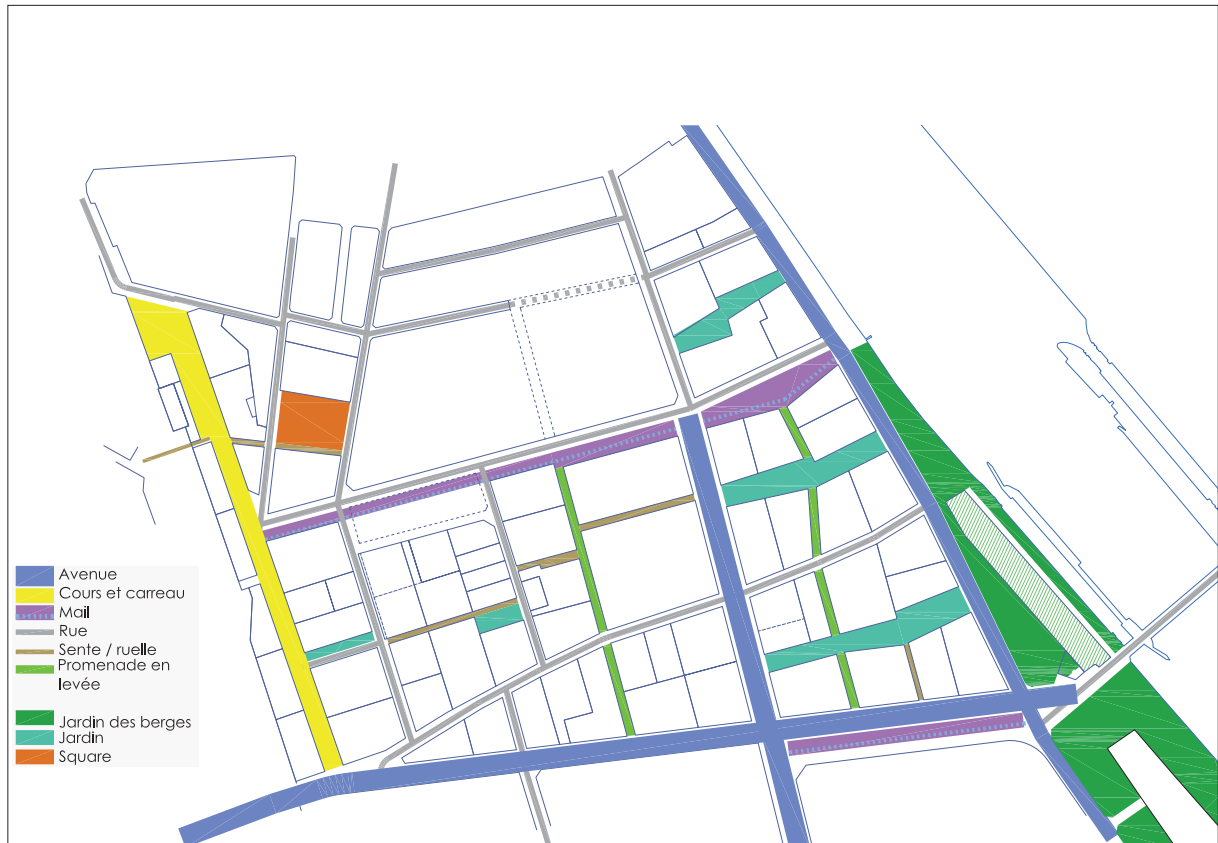 Avenue
Cours et carreau
Mail
Rue
Sente / ruelle
Promenade en
levée
Jardin des berges
Jardin
Square